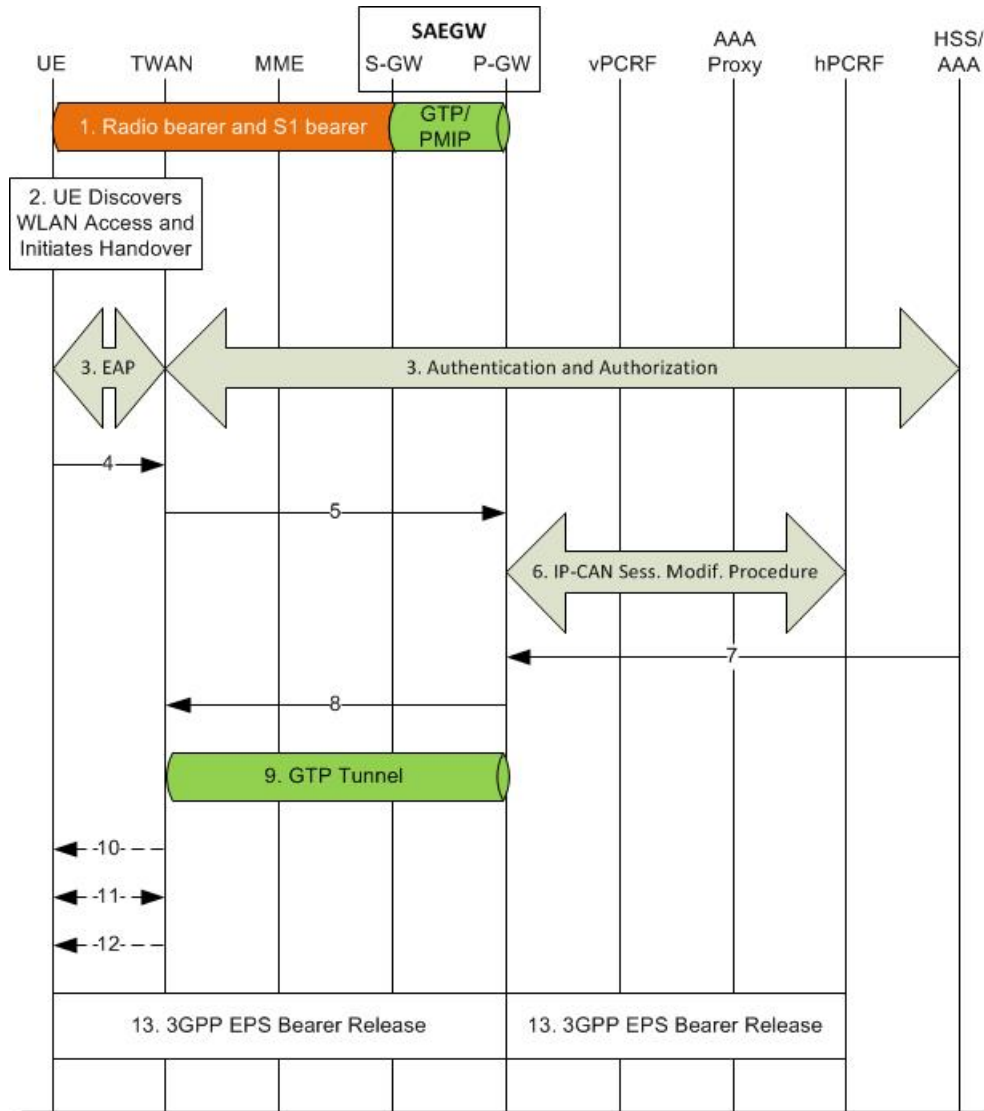 SAEGW
UE TWAN MME S-GW P-GW vPCRF AAA Proxy hPCRF HSS/ AAA
1. Radio bearer and S1 bearer
GTP/
PMIP
2. UE Discovers
WLAN Access and
Initiates Handover
3. EAP
3. Authentication and Authorization
4
5
6. IP-CAN Sess. Modif. Procedure
7
8
9. GTP Tunnel
10
11
12
13. 3GPP EPS Bearer Release
13. 3GPP EPS Bearer Release